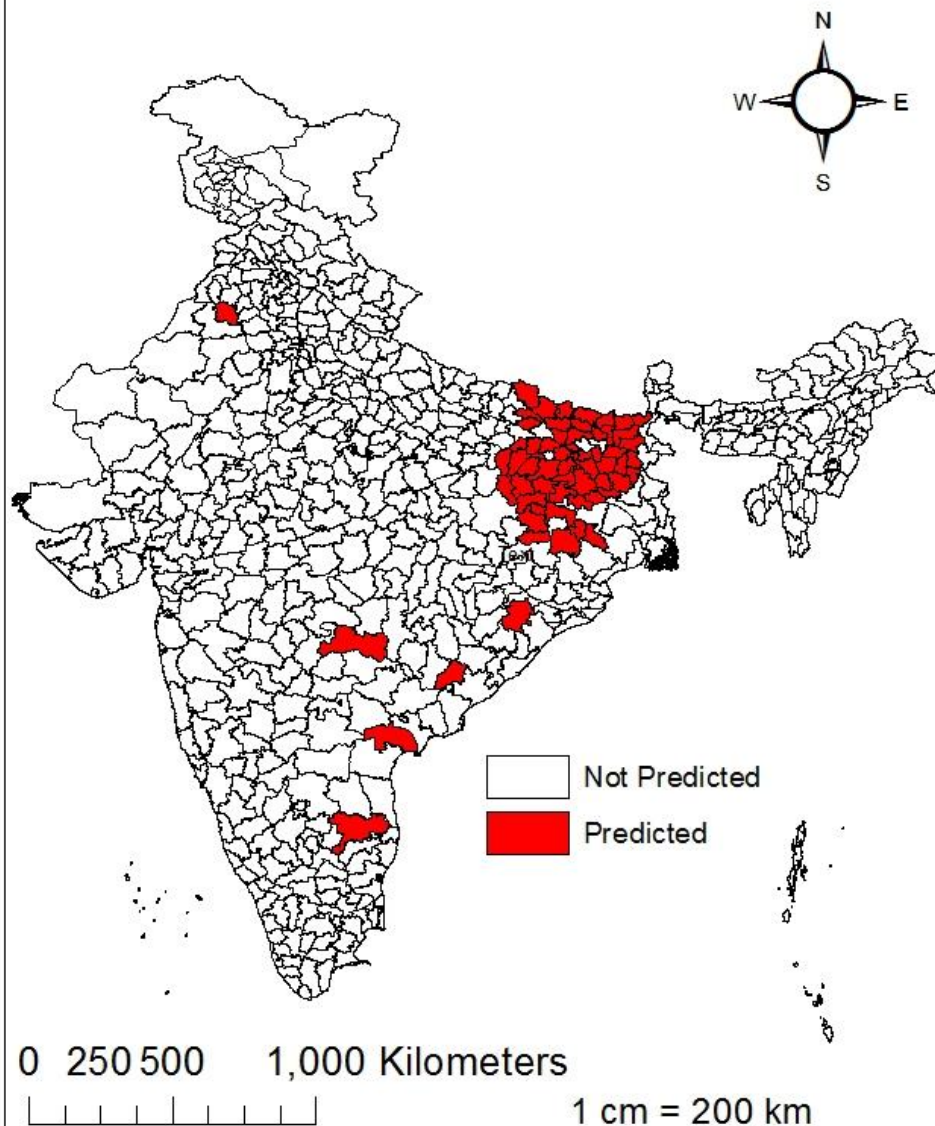 N
W E
S
Not Predicted
Predicted
0 250 500 1,000 Kilometers
1 cm = 200 km